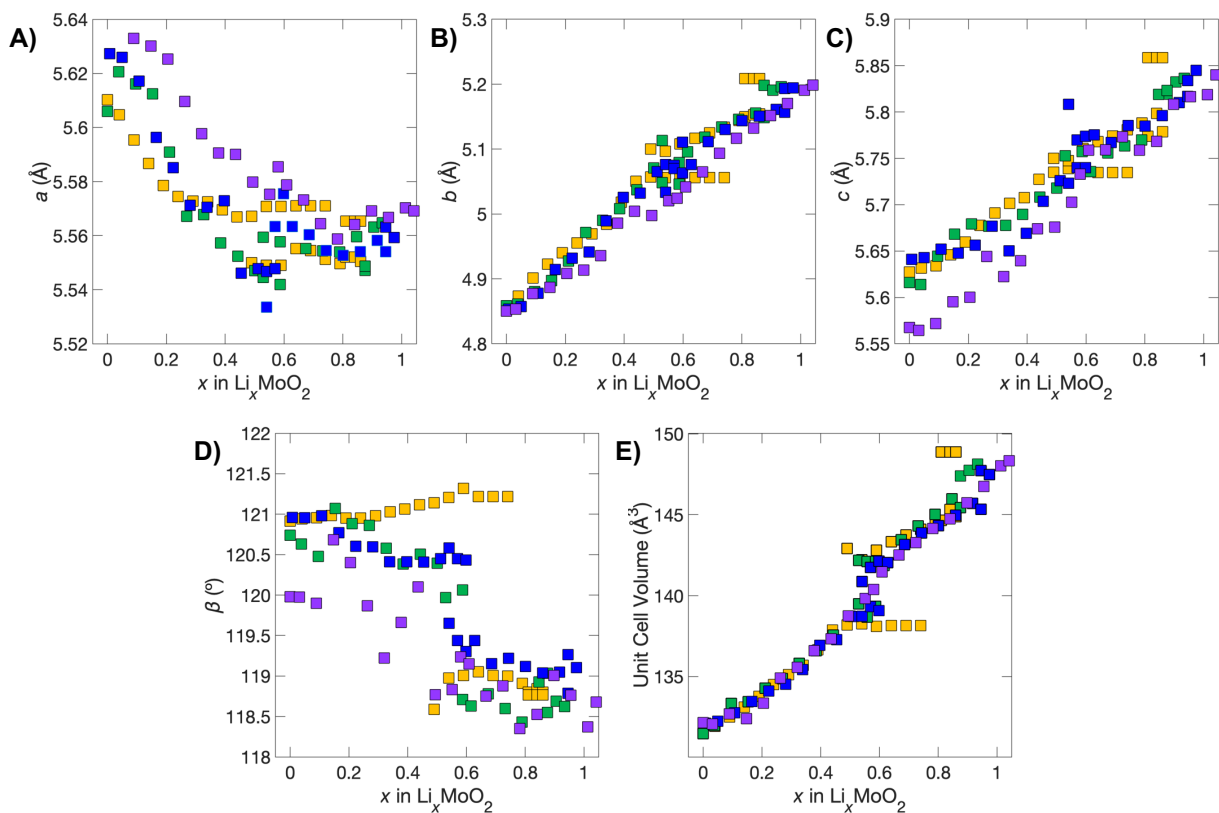 A)
5.64
5.62
5.6
5.58
5.56
5.54
5.52
a (Å)
0 0.2 0.4 0.6 0.8 1
x in LiₓMoO₂
B)
5.3
5.2
5.1
5
4.9
4.8
b (Å)
0 0.2 0.4 0.6 0.8 1
x in LiₓMoO₂
C)
5.9
5.85
5.8
5.75
5.7
5.65
5.6
5.55
c (Å)
0 0.2 0.4 0.6 0.8 1
x in LiₓMoO₂
D)
122
121.5
121
120.5
120
119.5
119
118.5
118
β (º)
0 0.2 0.4 0.6 0.8 1
x in LiₓMoO₂
E)
150
145
140
135
Unit Cell Volume (Å³)
0 0.2 0.4 0.6 0.8 1
x in LiₓMoO₂